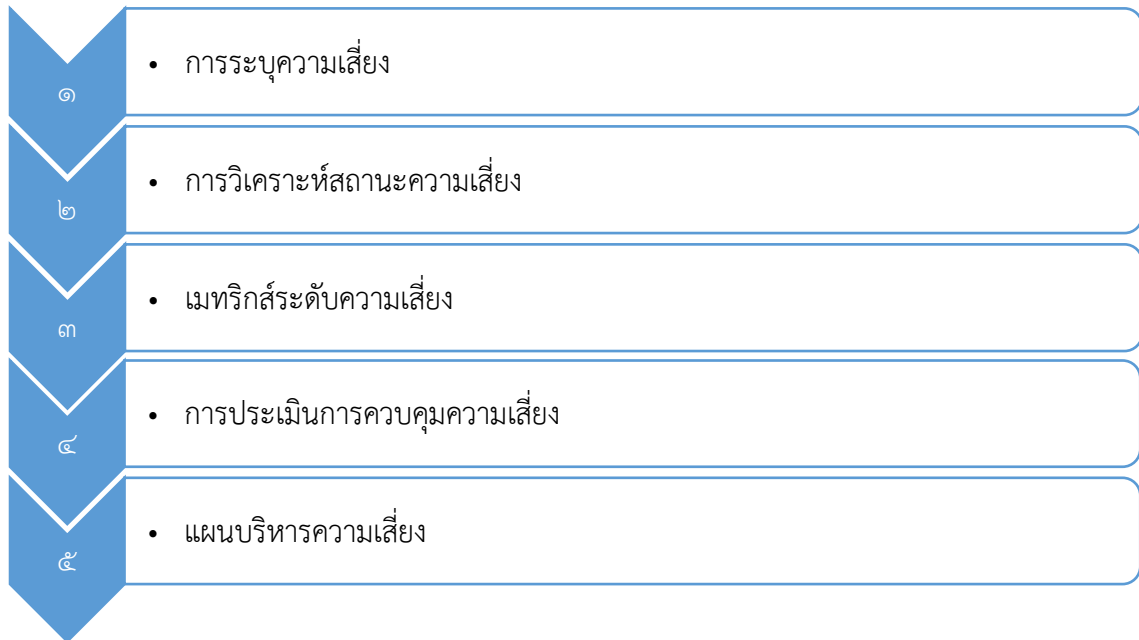 ๑
• การระบุความเสี่ยง
๒
• การวิเคราะห์สถานะความเสี่ยง
๓
• เมทริกส์ระดับความเสี่ยง
๔
• การประเมินการควบคุมความเสี่ยง
๕
• แผนบริหารความเสี่ยง